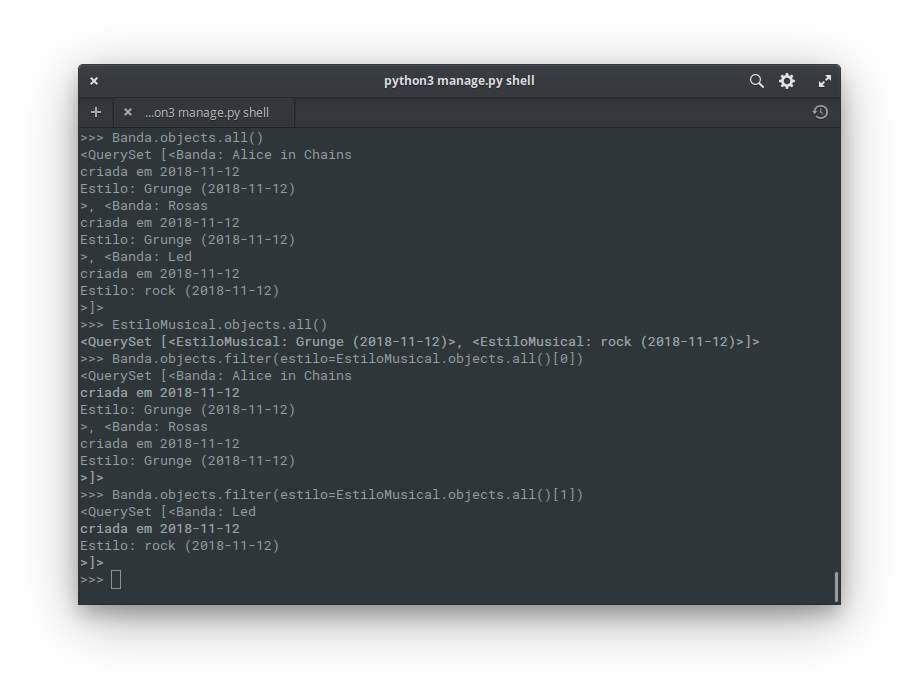 python3 manage.py shell
...on3 manage.py shell
>>> Banda.objects.all()
<QuerySet [<Banda: Alice in Chains
criada em 2018-11-12
Estilo: Grunge (2018-11-12)
>, <Banda: Rosas
criada em 2018-11-12
Estilo: Grunge (2018-11-12)
>, <Banda: Led
criada em 2018-11-12
Estilo: rock (2018-11-12)
>]>
>>> EstiloMusical.objects.all()
<QuerySet [<EstiloMusical: Grunge (2018-11-12)>, <EstiloMusical: rock (2018-11-12)>]>
>>> Banda.objects.filter(estilo=EstiloMusical.objects.all()[0])
<QuerySet [<Banda: Alice in Chains
criada em 2018-11-12
Estilo: Grunge (2018-11-12)
>, <Banda: Rosas
criada em 2018-11-12
Estilo: Grunge (2018-11-12)
>]>
>>> Banda.objects.filter(estilo=EstiloMusical.objects.all()[1])
<QuerySet [<Banda: Led
criada em 2018-11-12
Estilo: rock (2018-11-12)
>]>
>>>